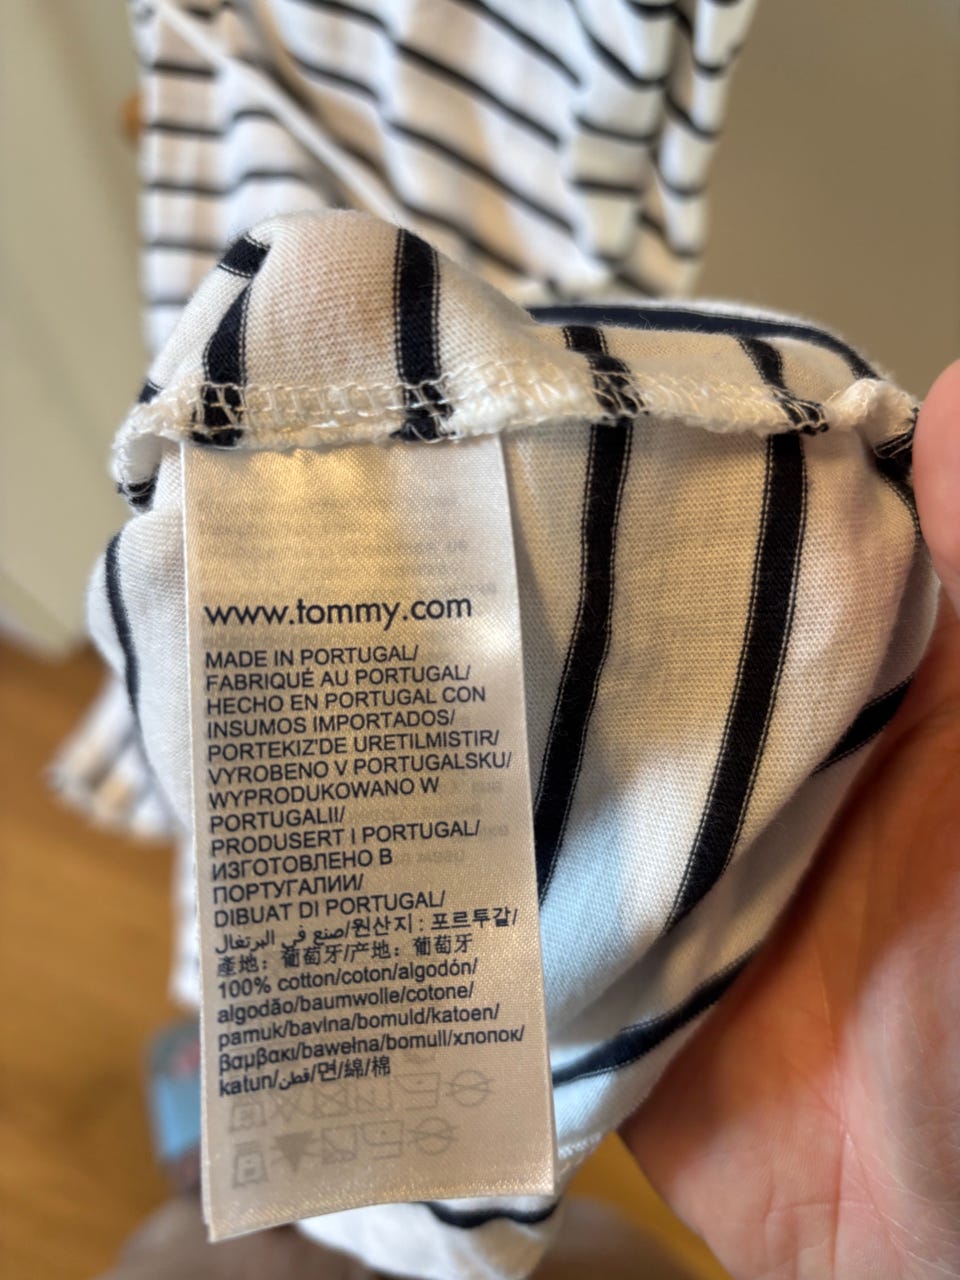 www.tommy.com
MADE IN PORTUGAL/
FABRIQUÉ AU PORTUGAL/
HECHO EN PORTUGAL CON
INSUMOS IMPORTADOS/
PORTEKIZ'DE URETILMISTIR/
VYROBENO V PORTUGALSKU/
WYPRODUKOWANO W
PORTUGALII/
PRODUSERT I PORTUGAL/
ИЗГОТОВЛЕНО В
ПОРТУГАЛИИ/
DIBUAT DI PORTUGAL/
صنع في البرتغال/원산지 : 포르투갈/
產地：葡萄牙/产地：葡萄牙
100% cotton/coton/algodón/
algodão/baumwolle/cotone/
pamuk/bavlna/bomuld/katoen/
βαμβακι/bawełna/bomull/хлопок/
katun/قطن/면/綿/棉